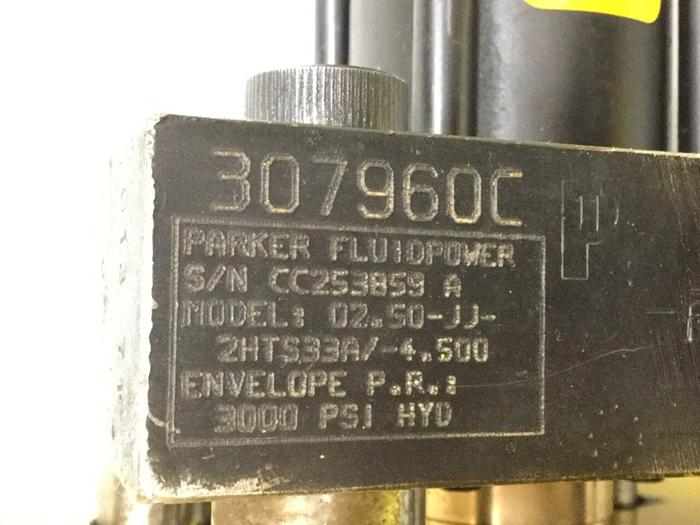 307960C
PARKER FLUIDPOWER
S/N CC253859 A
MODEL: 02.50-JJ-
2HTS33A/-4.500
ENVELOPE P.R.:
3000 PSI HYD